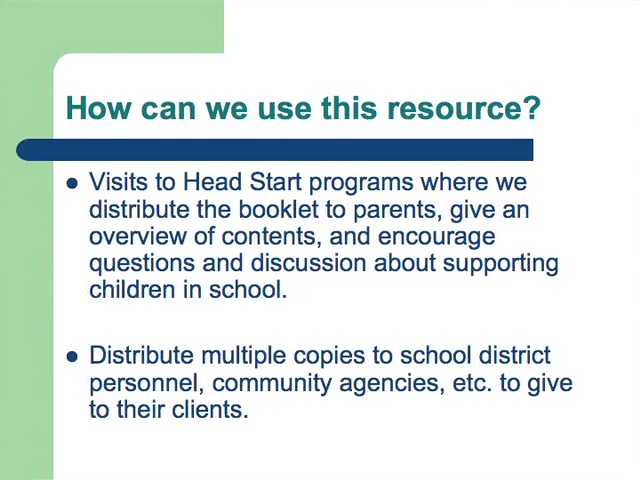 How can we use this resource?
Visits to Head Start programs where we
distribute the booklet to parents, give an
overview of contents, and encourage
questions and discussion about supporting
children in school.
Distribute multiple copies to school district
personnel, community agencies, etc. to give
to their clients.